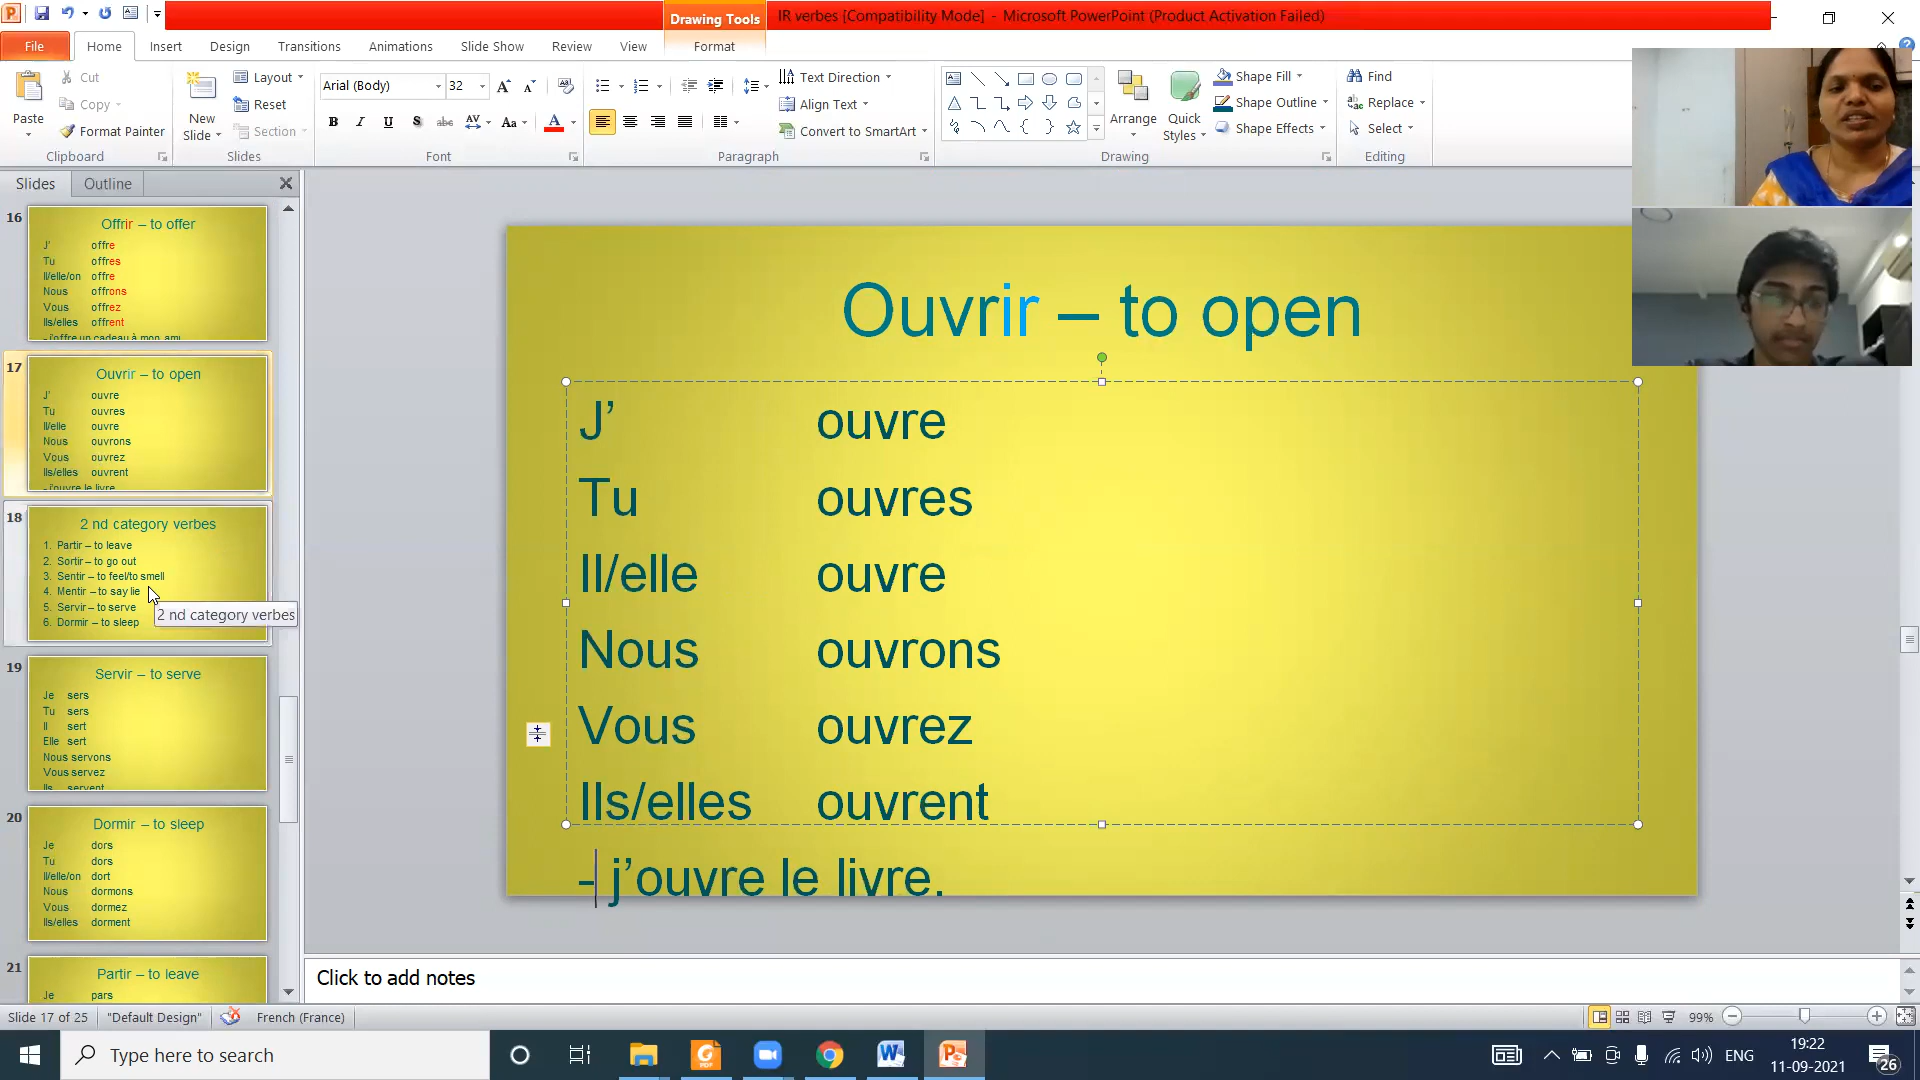 IR verbes [Compatibility Mode] - Microsoft PowerPoint (Product Activation Failed)
Drawing Tools
File Home Insert Design Transitions Animations Slide Show Review View Format
Paste
Cut
Copy
Format Painter
Clipboard
New Slide
Layout
Reset
Section
Slides
Arial (Body) 32
Font
Text Direction
Align Text
Convert to SmartArt
Paragraph
Arrange
Quick Styles
Shape Fill
Shape Outline
Shape Effects
Drawing
Find
Replace
Select
Editing
Slides Outline
16
Offrir – to offer
J’ offre
Tu offres
Il/elle/on offre
Nous offrons
Vous offrez
Ils/elles offrent
- j’offre un cadeau à mon ami
17
Ouvrir – to open
J’ ouvre
Tu ouvres
Il/elle ouvre
Nous ouvrons
Vous ouvrez
Ils/elles ouvrent
- j’ouvre le livre
18
2 nd category verbes
1. Partir – to leave
2. Sortir – to go out
3. Sentir – to feel/to smell
4. Mentir – to say lie
5. Servir – to serve
6. Dormir – to sleep
2 nd category verbes
19
Servir – to serve
Je sers
Tu sers
Il sert
Elle sert
Nous servons
Vous servez
Ils servent
20
Dormir – to sleep
Je dors
Tu dors
Il/elle/on dort
Nous dormons
Vous dormez
Ils/elles dorment
21
Partir – to leave
Je pars
Ouvrir – to open
J’ ouvre
Tu ouvres
Il/elle ouvre
Nous ouvrons
Vous ouvrez
Ils/elles ouvrent
- j’ouvre le livre.
Click to add notes
Slide 17 of 25 "Default Design" French (France) 99%
Type here to search
ENG
19:22
11-09-2021
26